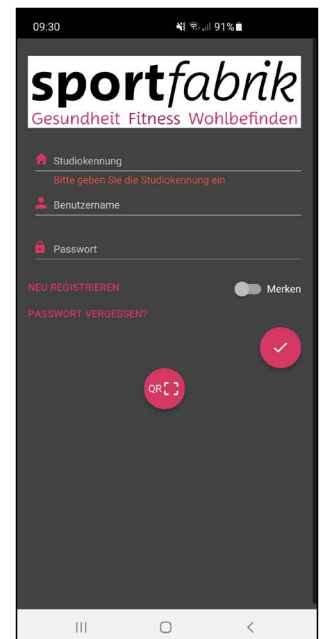 09:30
91%
sportfabrik
Gesundheit Fitness Wohlbefinden
Studiokennung
Bitte geben Sie die Studiokennung ein
Benutzername
Passwort
NEU REGISTRIEREN
Merken
PASSWORT VERGESSEN?
QR